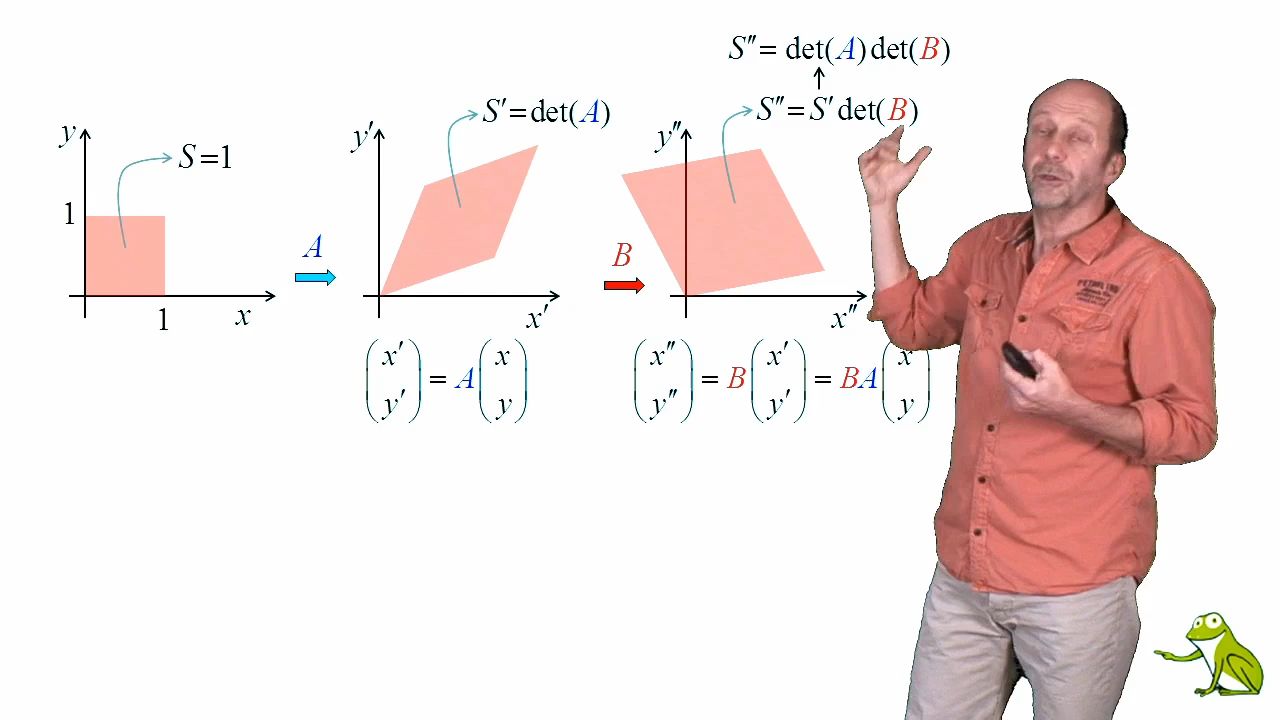 S″ = det(A)det(B)
S″ = S′ det(B)
S′ = det(A)
y
y′
y″
S = 1
1
A
B
1
x
x′
x″
(x′ y′) = A (x y)
(x″ y″) = B (x′ y′) = BA (x y)